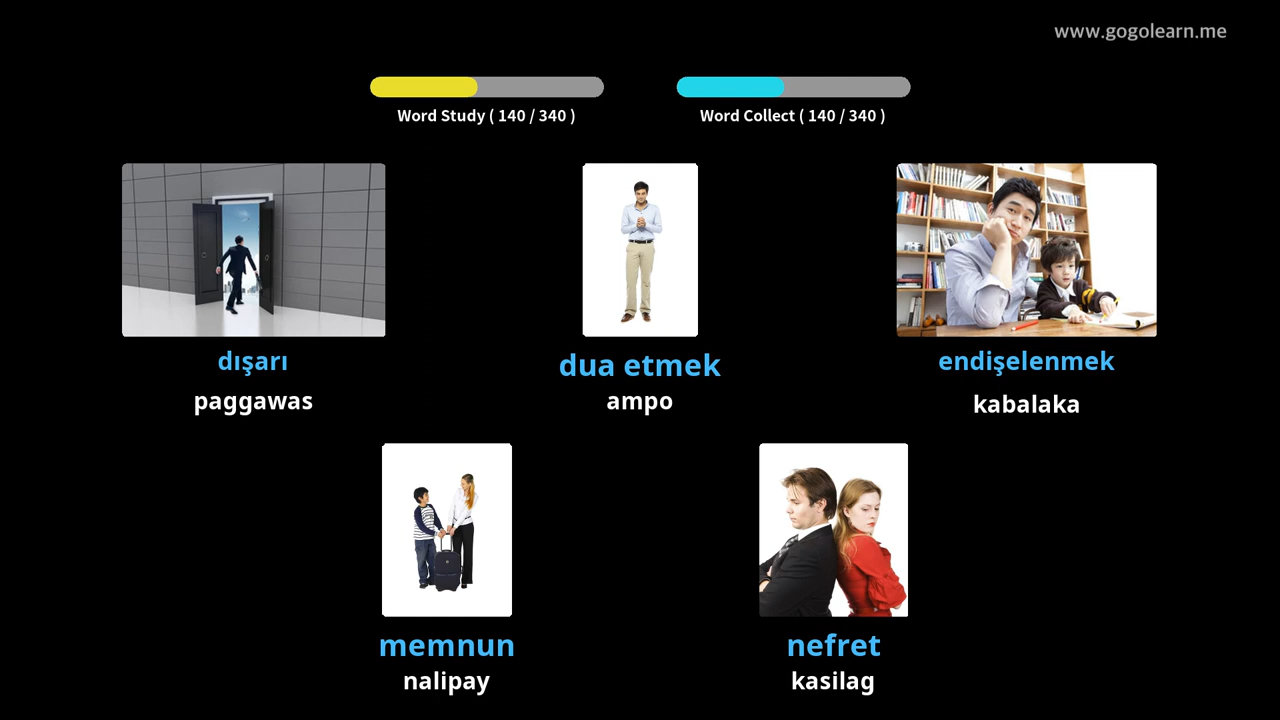 www.gogolearn.me
Word Study ( 140 / 340 )
Word Collect ( 140 / 340 )
dışarı
paggawas
dua etmek
ampo
endişelenmek
kabalaka
memnun
nalipay
nefret
kasilag